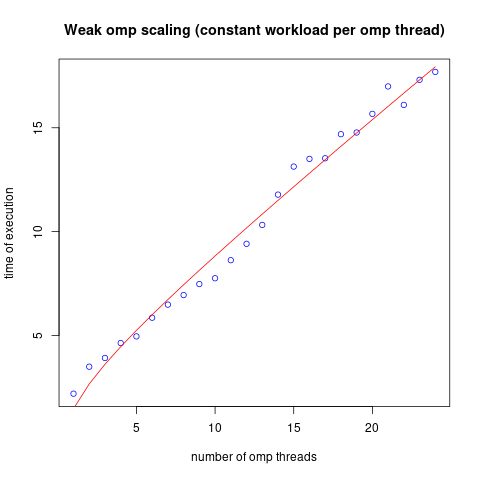 Weak omp scaling (constant workload per omp thread)
time of execution
15
10
5
5
10
15
20
number of omp threads